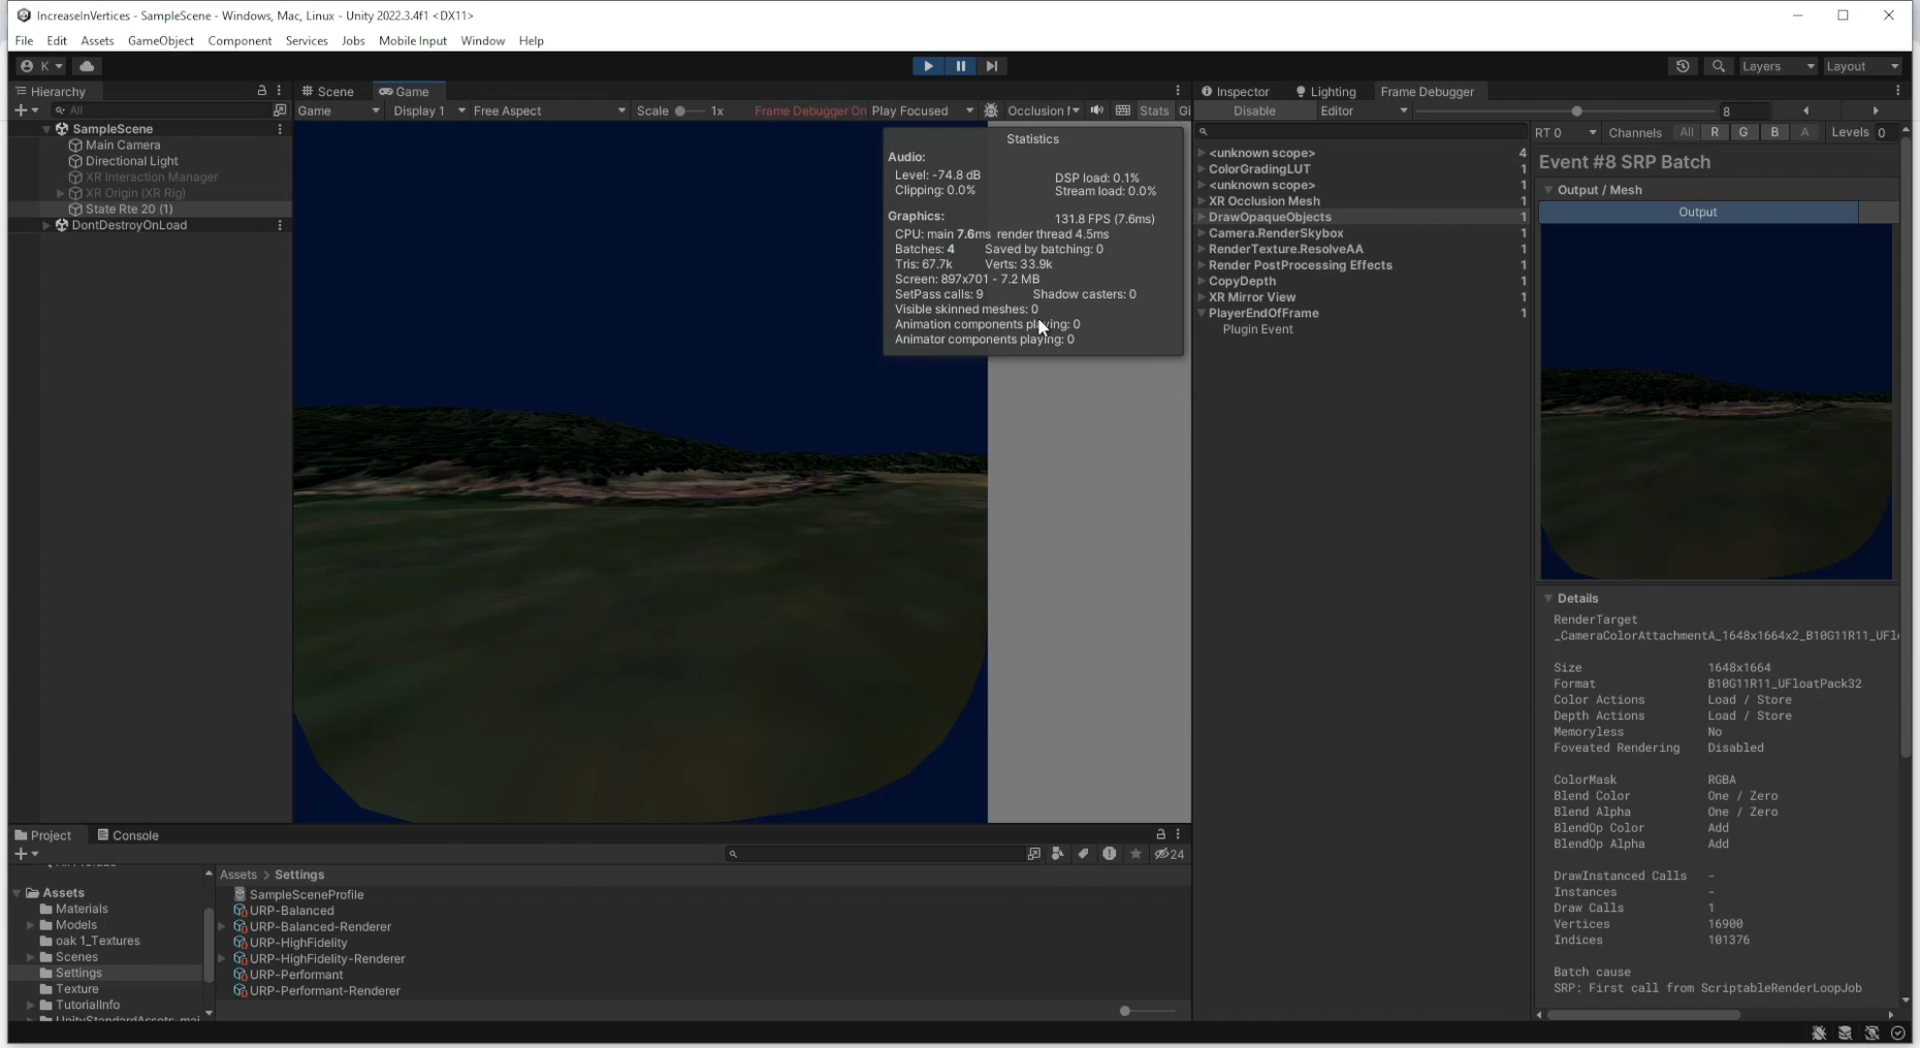 IncreaseInVertices - SampleScene - Windows, Mac, Linux - Unity 2022.3.4f1 <DX11>
File Edit Assets GameObject Component Services Jobs Mobile Input Window Help
K Layers Layout
Hierarchy
All
SampleScene
Main Camera
Directional Light
XR Interaction Manager
XR Origin (XR Rig)
State Rte 20 (1)
DontDestroyOnLoad
Scene Game
Game Display 1 Free Aspect Scale 1x Frame Debugger On Play Focused Occlusion M Stats Gi
Statistics
Audio:
Level: -74.8 dB DSP load: 0.1%
Clipping: 0.0% Stream load: 0.0%
Graphics: 131.8 FPS (7.6ms)
CPU: main 7.6ms render thread 4.5ms
Batches: 4 Saved by batching: 0
Tris: 67.7k Verts: 33.9k
Screen: 897x701 - 7.2 MB
SetPass calls: 9 Shadow casters: 0
Visible skinned meshes: 0
Animation components playing: 0
Animator components playing: 0
Inspector Lighting Frame Debugger
Disable Editor 8
<unknown scope> 4
ColorGradingLUT 1
<unknown scope> 1
XR Occlusion Mesh 1
DrawOpaqueObjects 1
Camera.RenderSkybox 1
RenderTexture.ResolveAA 1
Render PostProcessing Effects 1
CopyDepth 1
XR Mirror View 1
PlayerEndOfFrame 1
Plugin Event
RT 0 Channels All R G B A Levels 0
Event #8 SRP Batch
Output / Mesh
Output
Details
RenderTarget
_CameraColorAttachmentA_1648x1664x2_B10G11R11_UFl
Size 1648x1664
Format B10G11R11_UFloatPack32
Color Actions Load / Store
Depth Actions Load / Store
Memoryless No
Foveated Rendering Disabled
ColorMask RGBA
Blend Color One / Zero
Blend Alpha One / Zero
BlendOp Color Add
BlendOp Alpha Add
DrawInstanced Calls -
Instances -
Draw Calls 1
Vertices 16900
Indices 101376
Batch cause
SRP: First call from ScriptableRenderLoopJob
Project Console
24
Assets
Materials
Models
oak 1_Textures
Scenes
Settings
Texture
TutorialInfo
UnityStandardAssets-mai
Assets > Settings
SampleSceneProfile
URP-Balanced
URP-Balanced-Renderer
URP-HighFidelity
URP-HighFidelity-Renderer
URP-Performant
URP-Performant-Renderer